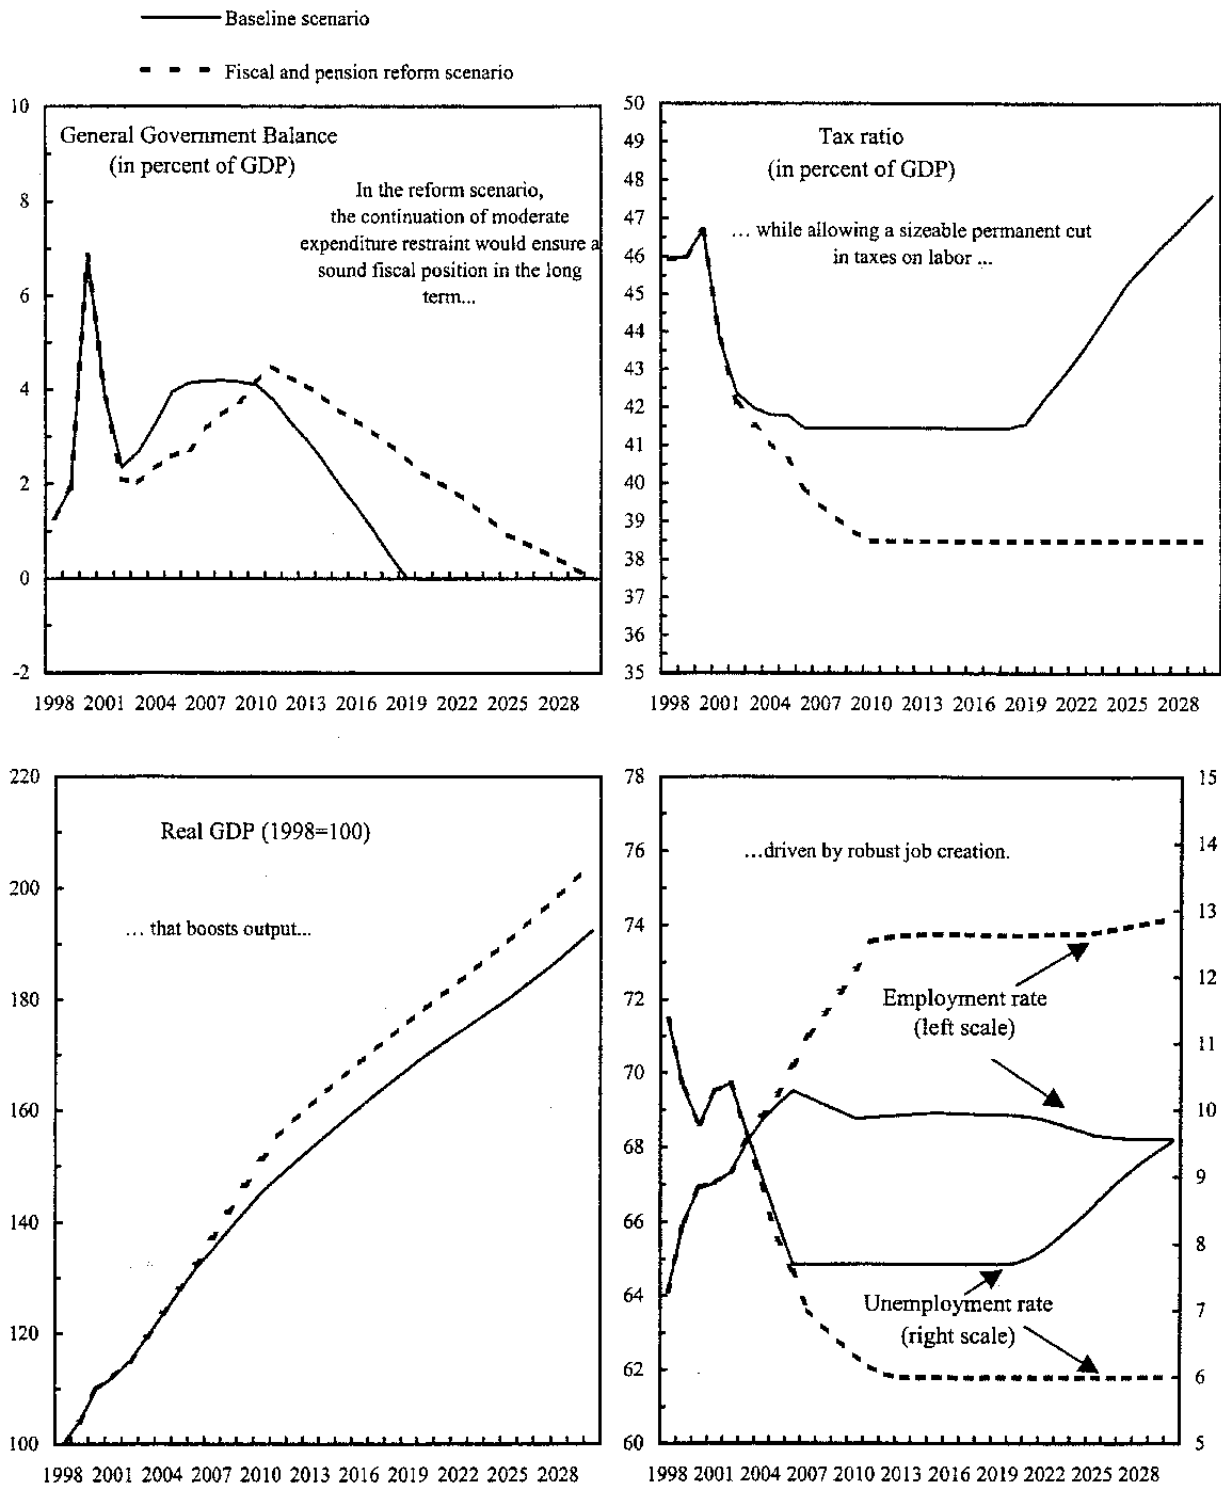 Baseline scenario
Fiscal and pension reform scenario
General Government Balance
(in percent of GDP)
In the reform scenario,
the continuation of moderate
expenditure restraint would ensure a
sound fiscal position in the long
term...
10
8
6
4
2
0
-2
1998 2001 2004 2007 2010 2013 2016 2019 2022 2025 2028
Tax ratio
(in percent of GDP)
... while allowing a sizeable permanent cut
in taxes on labor ...
50
49
48
47
46
45
44
43
42
41
40
39
38
37
36
35
1998 2001 2004 2007 2010 2013 2016 2019 2022 2025 2028
Real GDP (1998=100)
... that boosts output...
220
200
180
160
140
120
100
1998 2001 2004 2007 2010 2013 2016 2019 2022 2025 2028
...driven by robust job creation.
Employment rate
(left scale)
Unemployment rate
(right scale)
78
76
74
72
70
68
66
64
62
60
15
14
13
12
11
10
9
8
7
6
5
1998 2001 2004 2007 2010 2013 2016 2019 2022 2025 2028